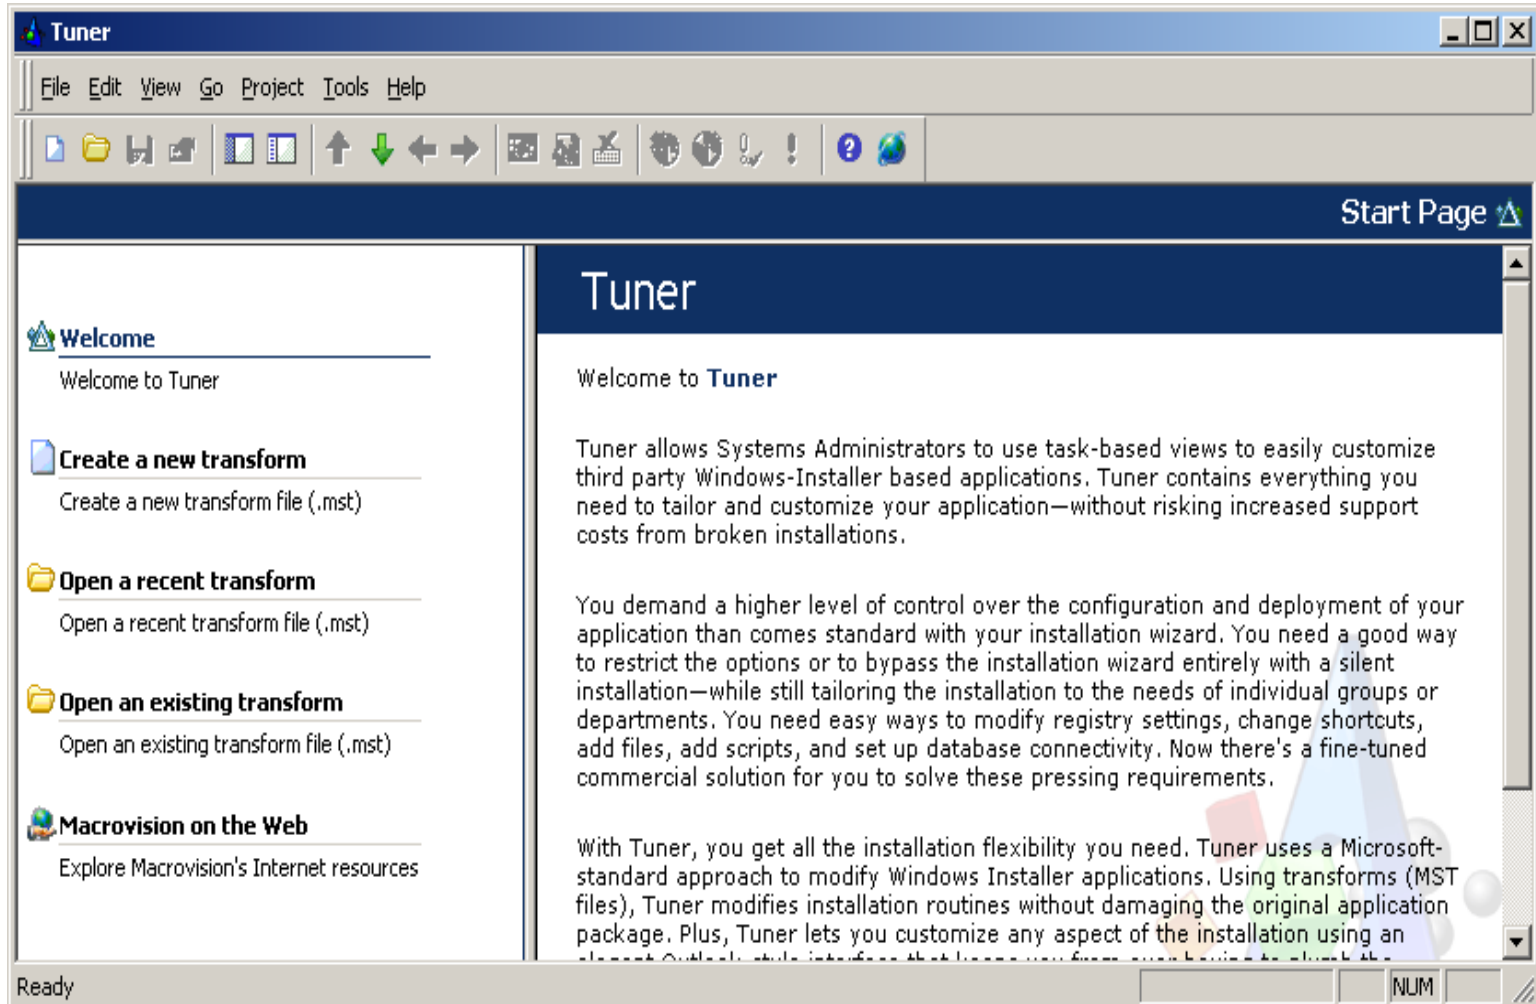 Tuner
File Edit View Go Project Tools Help
Start Page
Welcome
Welcome to Tuner
Create a new transform
Create a new transform file (.mst)
Open a recent transform
Open a recent transform file (.mst)
Open an existing transform
Open an existing transform file (.mst)
Macrovision on the Web
Explore Macrovision's Internet resources
Tuner
Welcome to Tuner
Tuner allows Systems Administrators to use task-based views to easily customize
third party Windows-Installer based applications. Tuner contains everything you
need to tailor and customize your application—without risking increased support
costs from broken installations.
You demand a higher level of control over the configuration and deployment of your
application than comes standard with your installation wizard. You need a good way
to restrict the options or to bypass the installation wizard entirely with a silent
installation—while still tailoring the installation to the needs of individual groups or
departments. You need easy ways to modify registry settings, change shortcuts,
add files, add scripts, and set up database connectivity. Now there's a fine-tuned
commercial solution for you to solve these pressing requirements.
With Tuner, you get all the installation flexibility you need. Tuner uses a Microsoft-
standard approach to modify Windows Installer applications. Using transforms (MST
files), Tuner modifies installation routines without damaging the original application
package. Plus, Tuner lets you customize any aspect of the installation using an
Ready
NUM